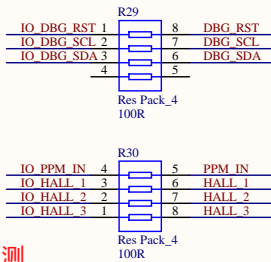 R29
IO_DBG_RST 1 8 DBG_RST
IO_DBG_SCL 2 7 DBG_SCL
IO_DBG_SDA 3 6 DBG_SDA
4 5
Res Pack_4
100R
R30
IO_PPM_IN 4 5 PPM_IN
IO_HALL_1 3 6 HALL_1
IO_HALL_2 2 7 HALL_2
IO_HALL_3 1 8 HALL_3
Res Pack_4
100R
测